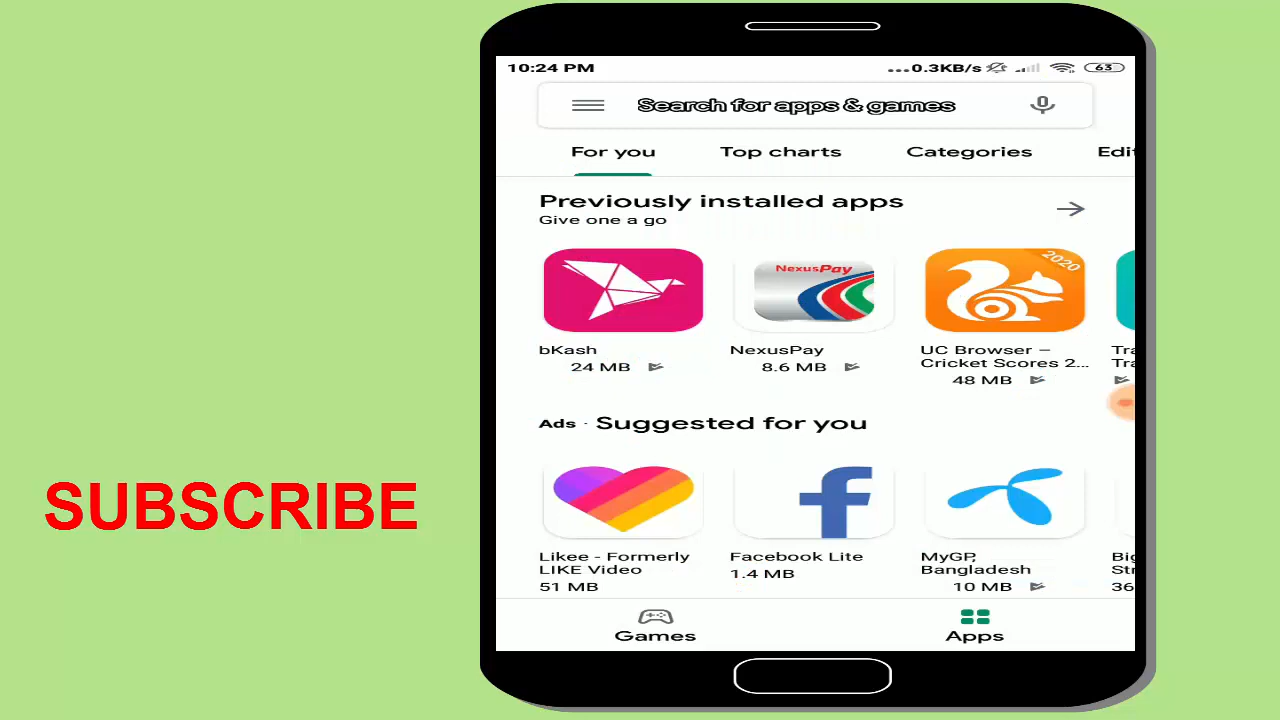 10:24 PM
...0.3KB/s
63
Search for apps & games
For you
Top charts
Categories
Previously installed apps
Give one a go
NexusPay
2020
bKash
24 MB
NexusPay
8.6 MB
UC Browser –
Cricket Scores 2...
48 MB
Ads · Suggested for you
SUBSCRIBE
Likee - Formerly
LIKE Video
51 MB
Facebook Lite
1.4 MB
MyGP,
Bangladesh
10 MB
36
Games
Apps